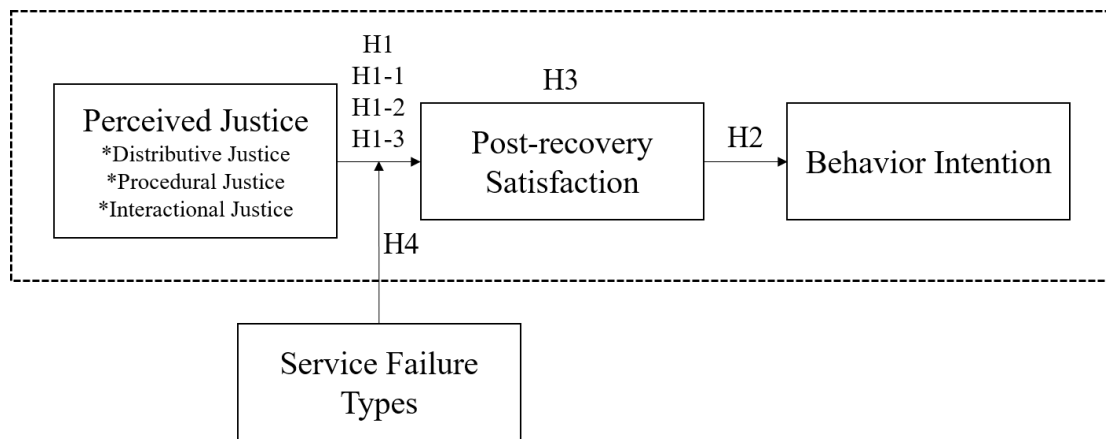 H1
H1-1
H1-2
H1-3
Perceived Justice
*Distributive Justice
*Procedural Justice
*Interactional Justice
H3
Post-recovery
Satisfaction
H2
Behavior Intention
H4
Service Failure
Types